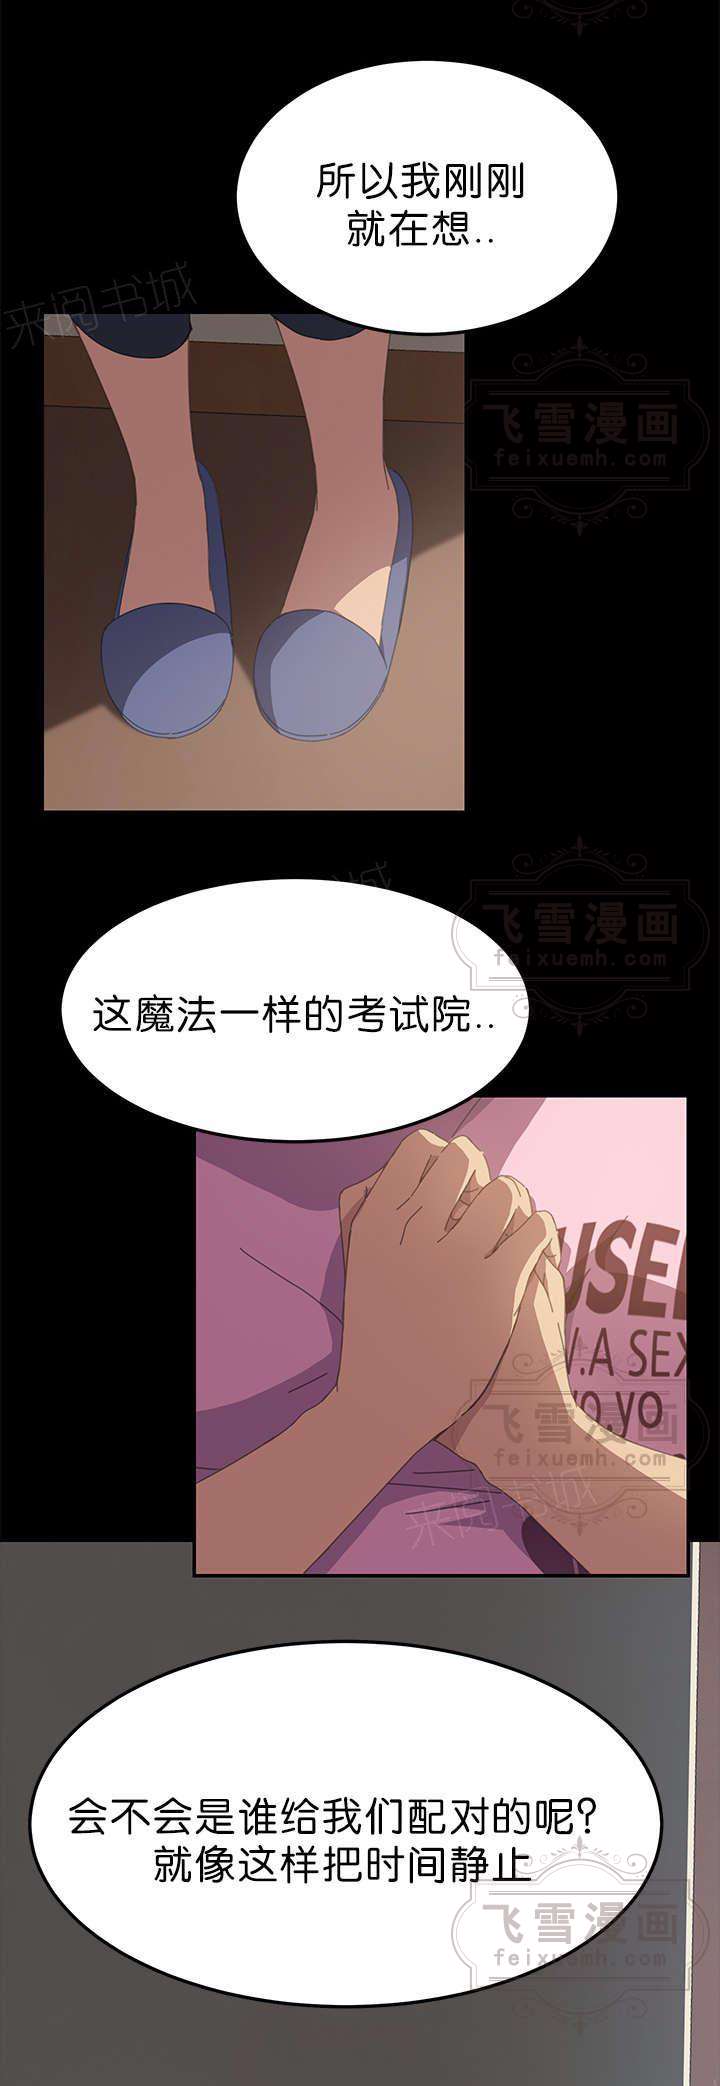 所以我刚刚
就在想..
来阅书城
飞雪漫画
feixuemh.com
飞雪漫画
feixuemh.com
这魔法一样的考试院..
USE
.A SEX
YO.YO
飞雪漫画
feixuemh.com
来阅书城
会不会是谁给我们配对的呢?
就像这样把时间静止
飞雪漫画
feixuemh.com